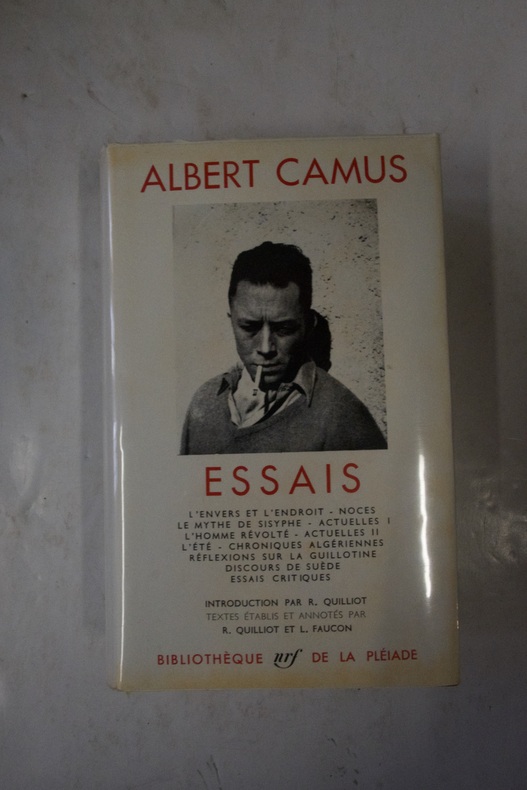 ALBERT CAMUS
ESSAIS
L'ENVERS ET L'ENDROIT - NOCES
LE MYTHE DE SISYPHE - ACTUELLES I
L'HOMME RÉVOLTÉ - ACTUELLES II
L'ÉTÉ - CHRONIQUES ALGÉRIENNES
RÉFLEXIONS SUR LA GUILLOTINE
DISCOURS DE SUÈDE
ESSAIS CRITIQUES
INTRODUCTION PAR R. QUILLIOT
TEXTES ÉTABLIS ET ANNOTÉS PAR
R. QUILLIOT ET L. FAUCON
BIBLIOTHÈQUE nrf DE LA PLÉIADE